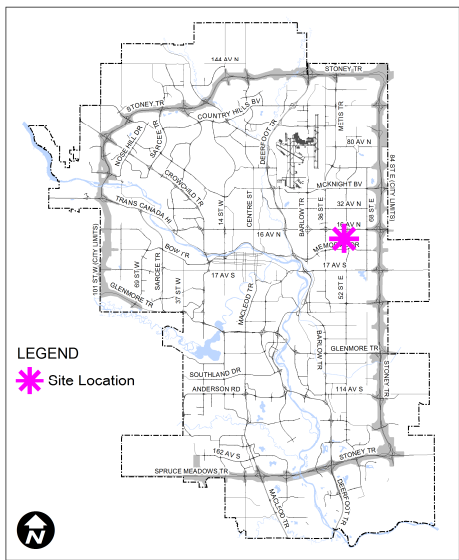 144 AV N
STONEY TR
STONEY TR
COUNTRY HILLS BV
METIS TR
NOSE HILL DR
SARCEE TR
DEERFOOT TR
80 AV N
CROWCHILD TR
MCKNIGHT BV
84 ST E (CITY LIMITS)
TRANS CANADA HI
14 ST W
CENTRE ST
BARLOW TR
36 ST E
32 AV N
68 ST E
16 AV N
16 AV N
MEMORIAL DR
101 ST W (CITY LIMITS)
BOW TR
17 AV S
17 AV S
69 ST W
SARCEE TR
37 ST W
52 ST E
GLENMORE TR
MACLEOD TR
BARLOW TR
GLENMORE TR
LEGEND
Site Location
SOUTHLAND DR
STONEY TR
ANDERSON RD
114 AV S
162 AV S
STONEY TR
SPRUCE MEADOWS TR
MACLEOD TR
DEERFOOT TR
N